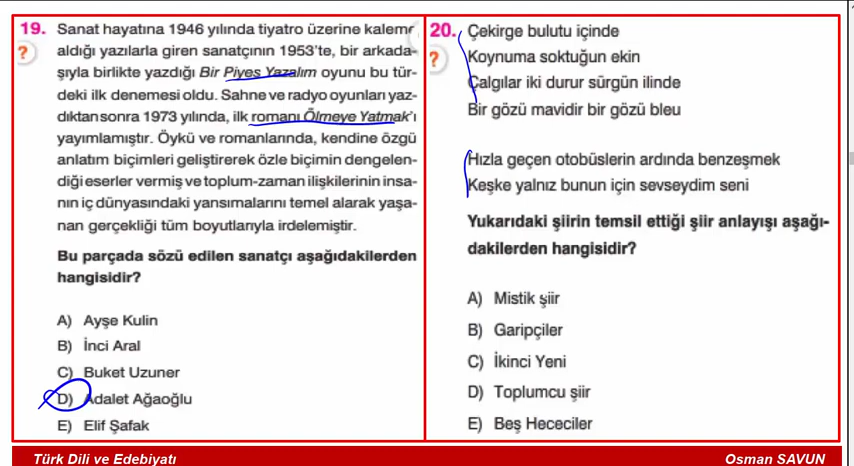 19. Sanat hayatına 1946 yılında tiyatro üzerine kaleme
aldığı yazılarla giren sanatçının 1953'te, bir arkada-
şıyla birlikte yazdığı Bir Piyes Yazalım oyunu bu tür-
deki ilk denemesi oldu. Sahne ve radyo oyunları yaz-
dıktan sonra 1973 yılında, ilk romanı Ölmeye Yatmak'ı
yayımlamıştır. Öykü ve romanlarında, kendine özgü
anlatım biçimleri geliştirerek özle biçimin dengelen-
diği eserler vermiş ve toplum-zaman ilişkilerinin insa-
nın iç dünyasındaki yansımalarını temel alarak yaşa-
nan gerçekliği tüm boyutlarıyla irdelemiştir.
Bu parçada sözü edilen sanatçı aşağıdakilerden
hangisidir?
A) Ayşe Kulin
B) İnci Aral
C) Buket Uzuner
D) Adalet Ağaoğlu
E) Elif Şafak
20. Çekirge bulutu içinde
Koynuma soktuğun ekin
Çalgılar iki durur sürgün ilinde
Bir gözü mavidir bir gözü bleu
Hızla geçen otobüslerin ardında benzeşmek
Keşke yalnız bunun için sevseydim seni
Yukarıdaki şiirin temsil ettiği şiir anlayışı aşağı-
dakilerden hangisidir?
A) Mistik şiir
B) Garipçiler
C) İkinci Yeni
D) Toplumcu şiir
E) Beş Hececiler
Türk Dili ve Edebiyatı
Osman SAVUN